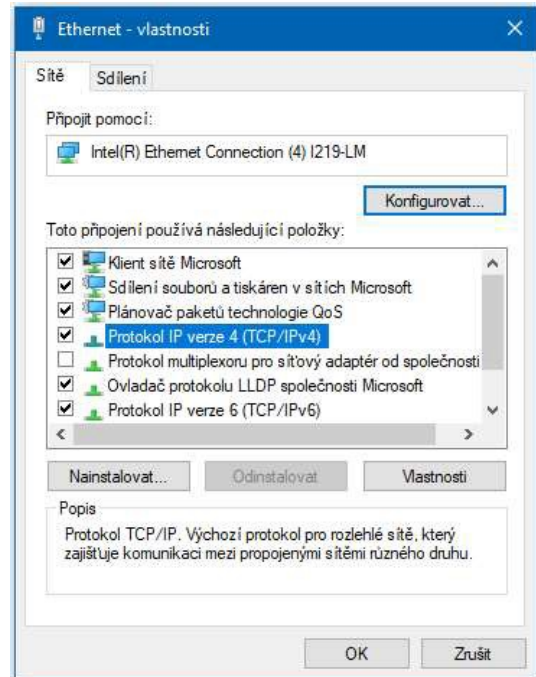 Ethernet - vlastnosti
Sítě
Sdílení
Připojit pomocí:
Intel(R) Ethernet Connection (4) I219-LM
Konfigurovat...
Toto připojení používá následující položky:
Klient sítě Microsoft
Sdílení souborů a tiskáren v sítích Microsoft
Plánovač paketů technologie QoS
Protokol IP verze 4 (TCP/IPv4)
Protokol multiplexoru pro síťový adaptér od společnosti
Ovladač protokolu LLDP společnosti Microsoft
Protokol IP verze 6 (TCP/IPv6)
Nainstalovat...
Odinstalovat
Vlastnosti
Popis
Protokol TCP/IP. Výchozí protokol pro rozlehlé sítě, který
zajišťuje komunikaci mezi propojenými sítěmi různého druhu.
OK
Zrušit